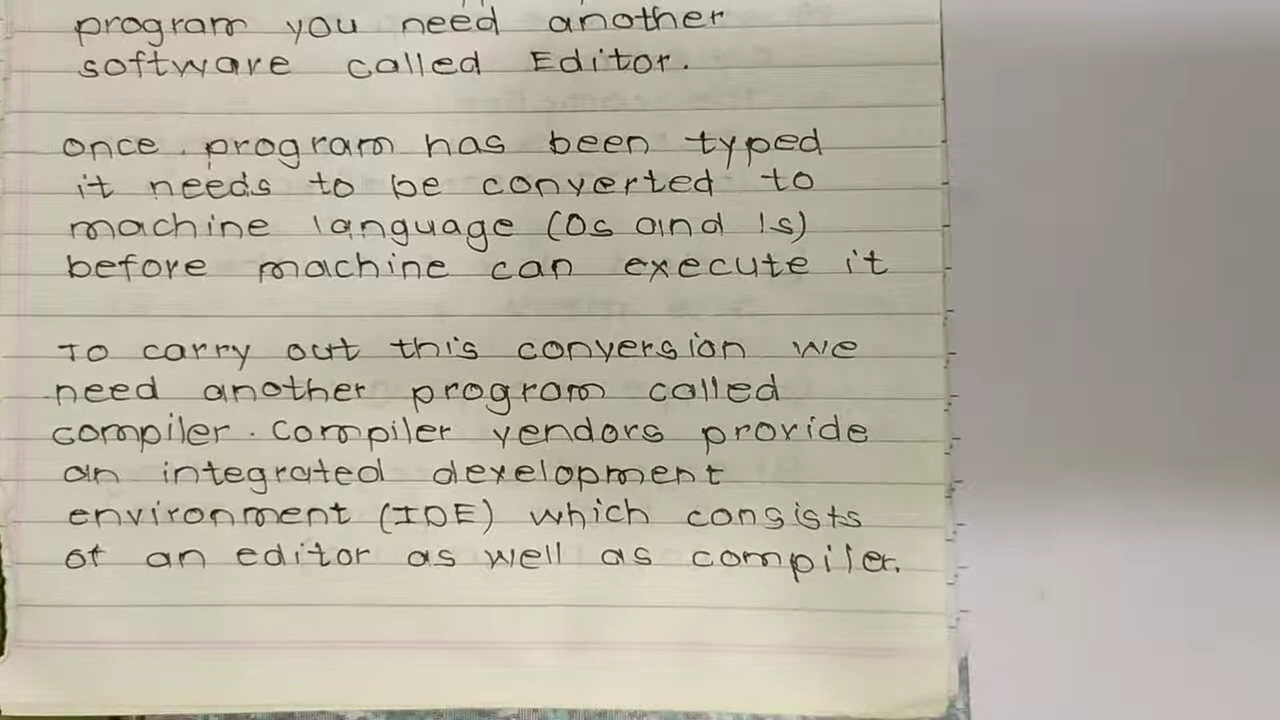 program you need another
software called Editor.
once. program has been typed
it needs to be converted to
machine language (0s and 1s)
before machine can execute it
To carry out this conversion we
need another program called
compiler. compiler vendors provide
an integrated development
environment (IDE) which consists
of an editor as well as compiler.